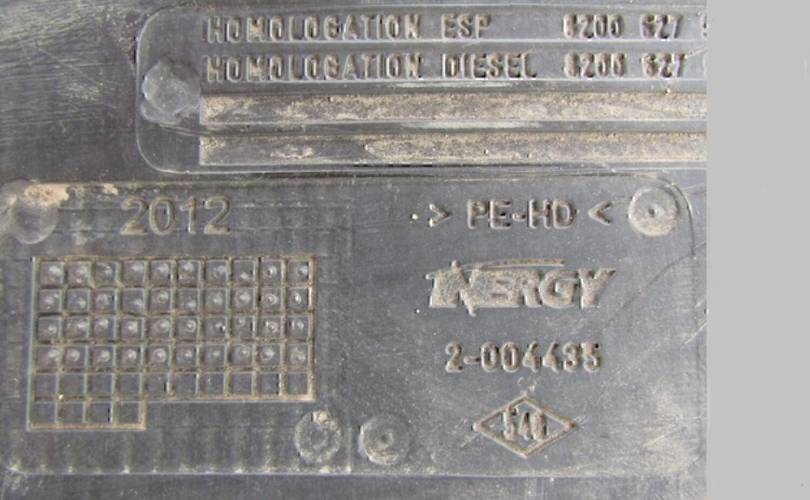 HOMOLOGATION ESP 8200 627
HOMOLOGATION DIESEL 8200 627
2012
> PE-HD <
INERGY
2-004435